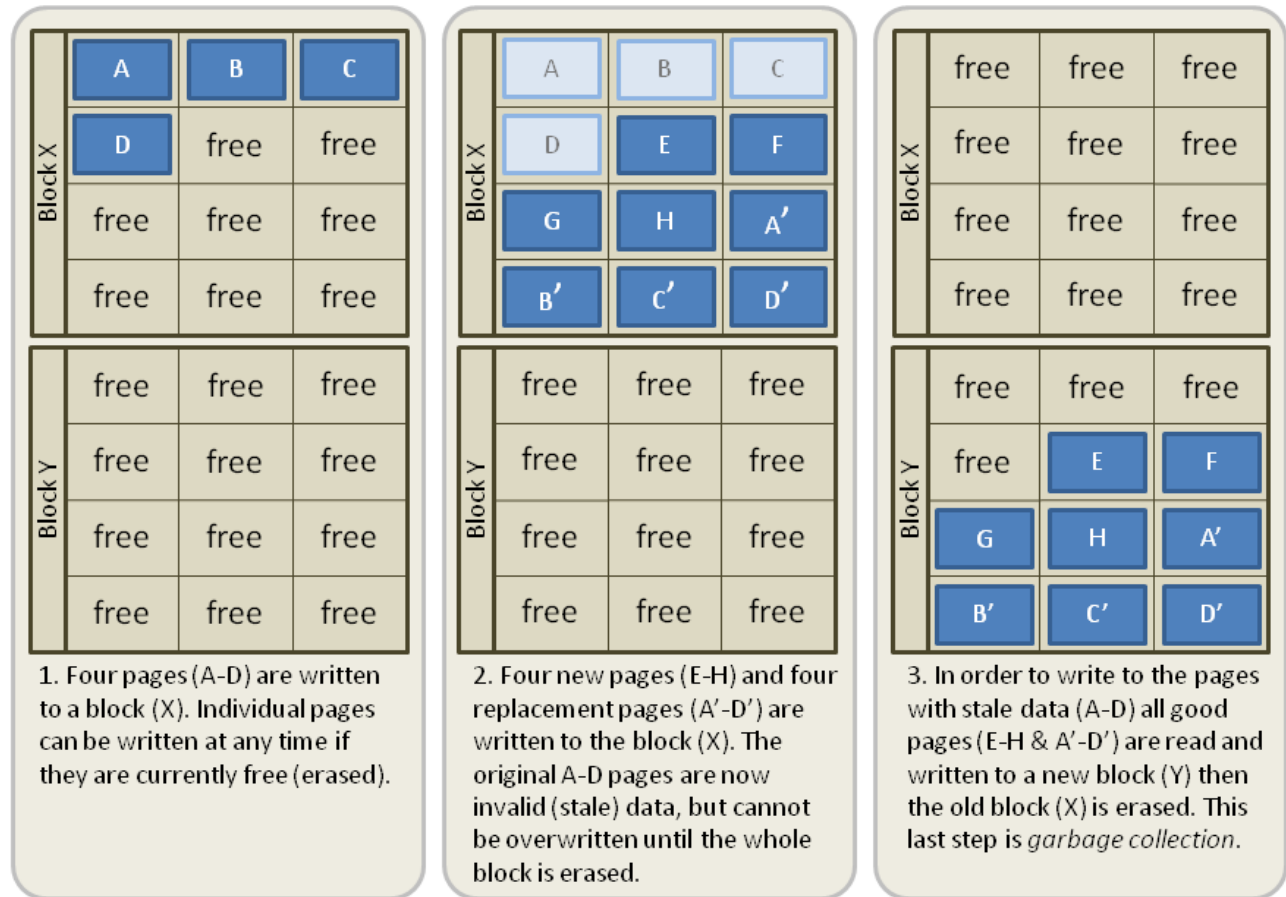 Block X
A B C
D free free
free free free
free free free
Block Y
free free free
free free free
free free free
free free free
1. Four pages (A-D) are written
to a block (X). Individual pages
can be written at any time if
they are currently free (erased).
Block X
A B C
D E F
G H A'
B' C' D'
Block Y
free free free
free free free
free free free
free free free
2. Four new pages (E-H) and four
replacement pages (A'-D') are
written to the block (X). The
original A-D pages are now
invalid (stale) data, but cannot
be overwritten until the whole
block is erased.
Block X
free free free
free free free
free free free
free free free
Block Y
free free free
free E F
G H A'
B' C' D'
3. In order to write to the pages
with stale data (A-D) all good
pages (E-H & A'-D') are read and
written to a new block (Y) then
the old block (X) is erased. This
last step is garbage collection.